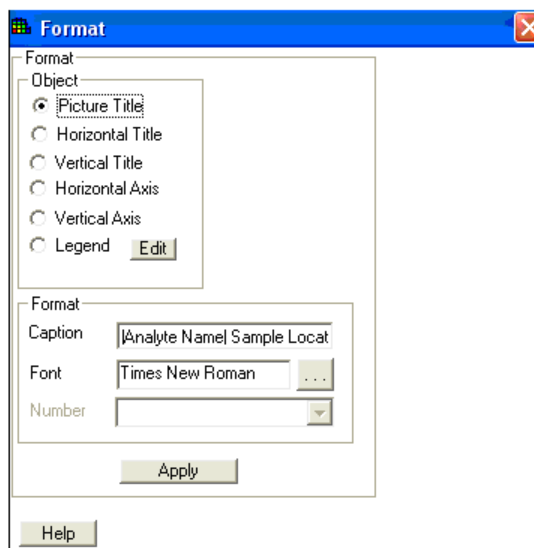 Format
Format
Object
Picture Title
Horizontal Title
Vertical Title
Horizontal Axis
Vertical Axis
Legend Edit
Format
Caption |Analyte Name| Sample Locat
Font Times New Roman ...
Number
Apply
Help